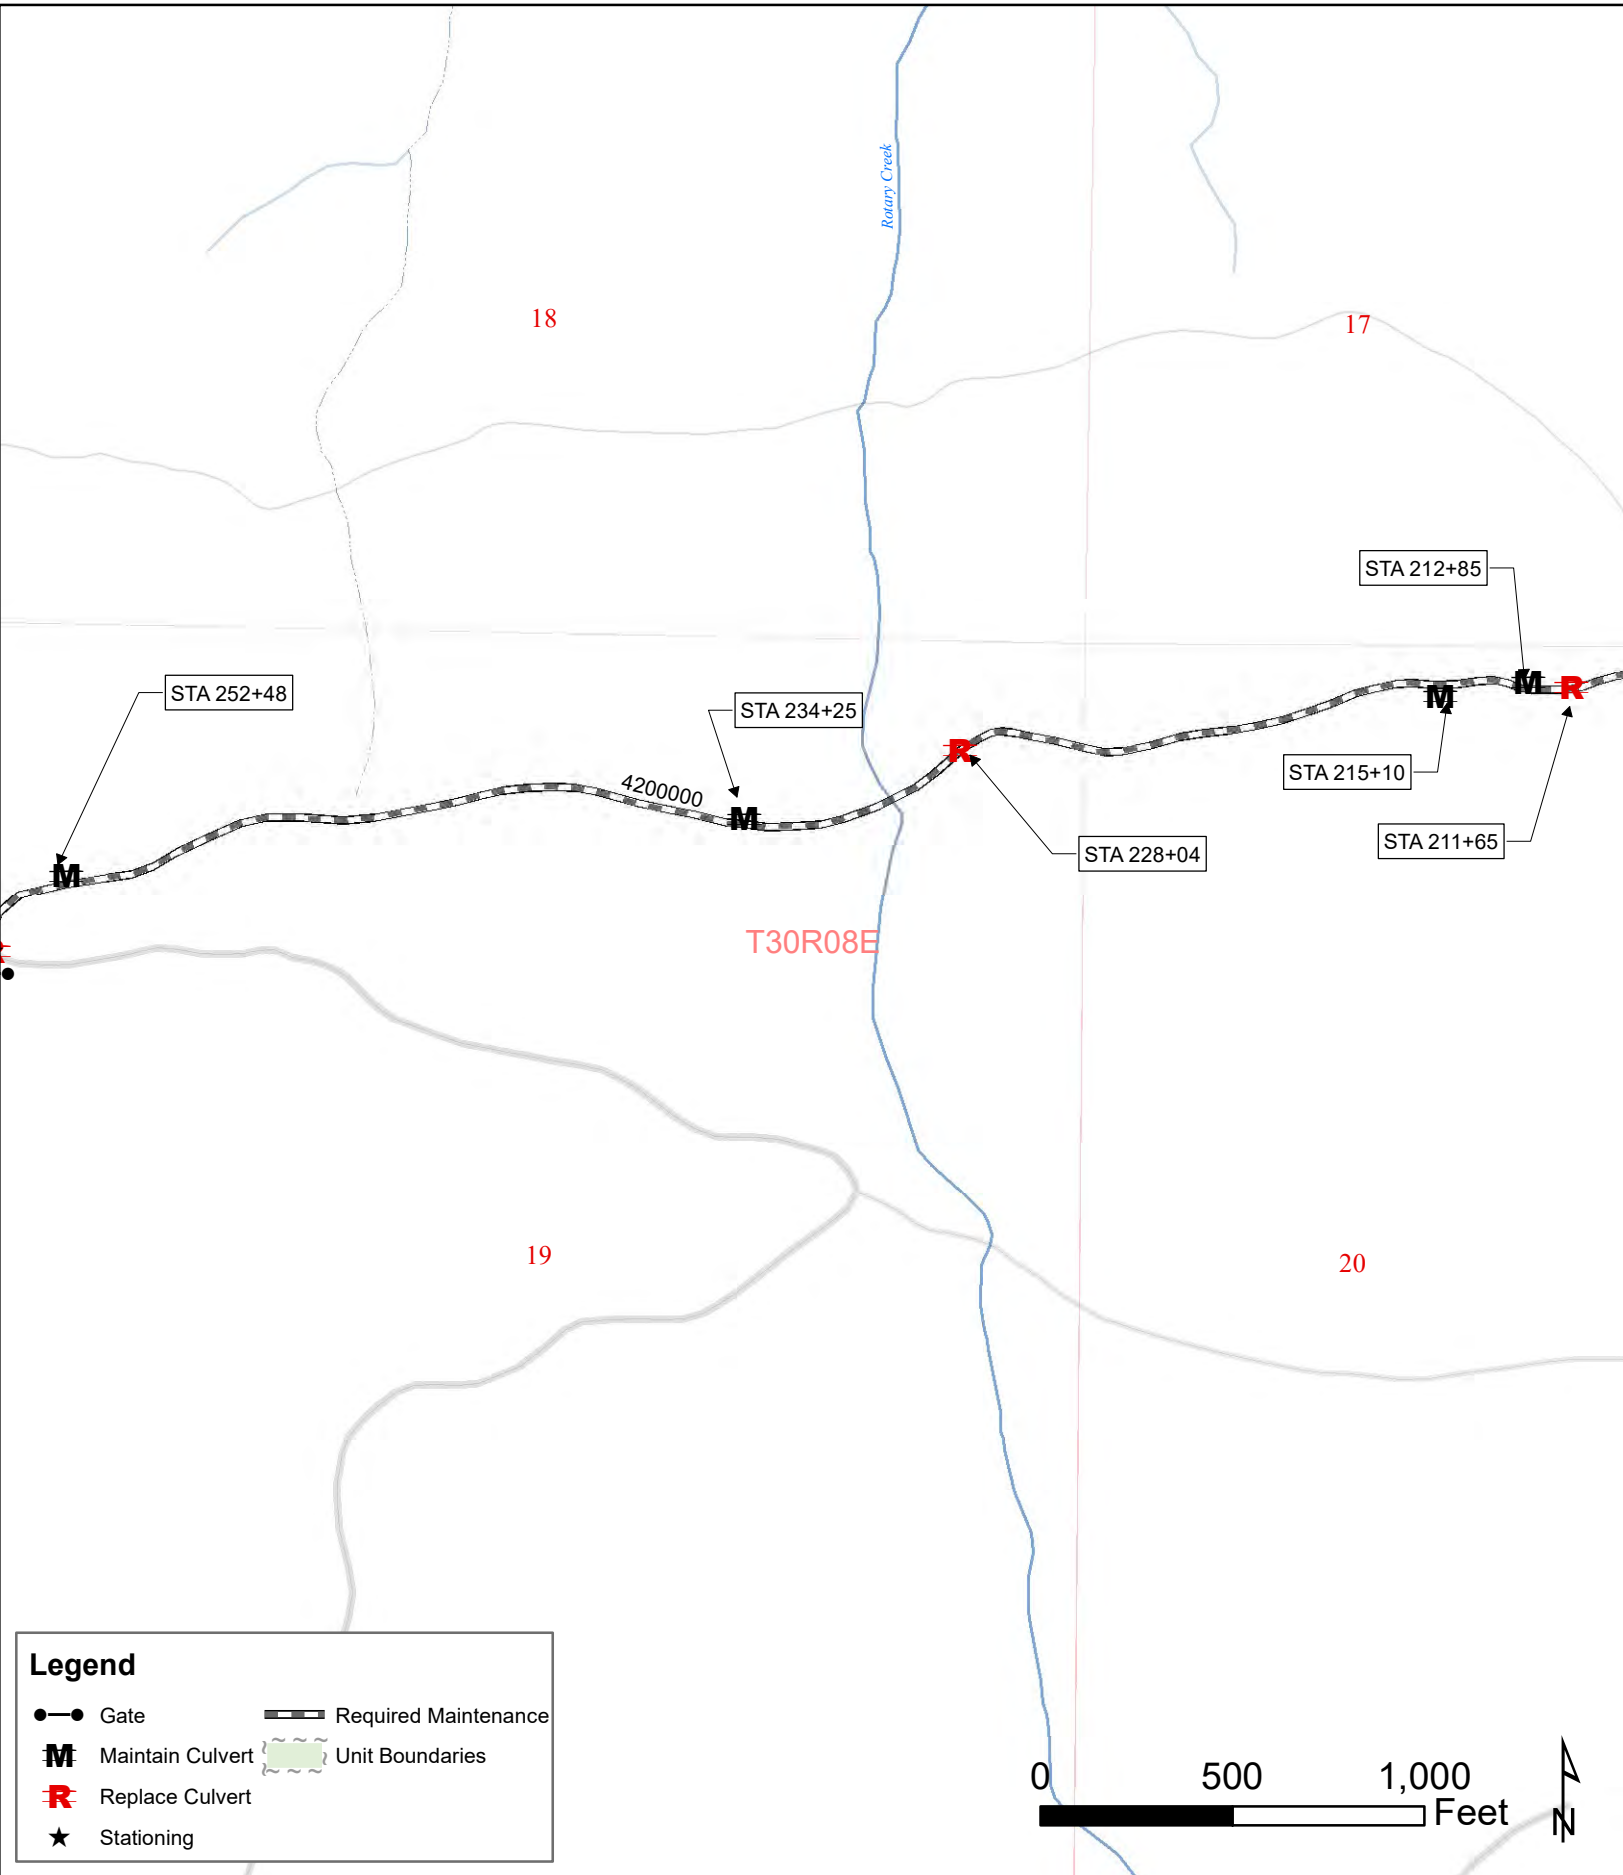 Rotary Creek
18
17
STA 212+85
STA 252+48
STA 234+25
M
R
M
R
STA 215+10
4200000
M
STA 228+04
STA 211+65
M
T30R08E
19
20
Legend
Gate
Required Maintenance
M Maintain Culvert
Unit Boundaries
R Replace Culvert
Stationing
0 500 1,000
Feet
N